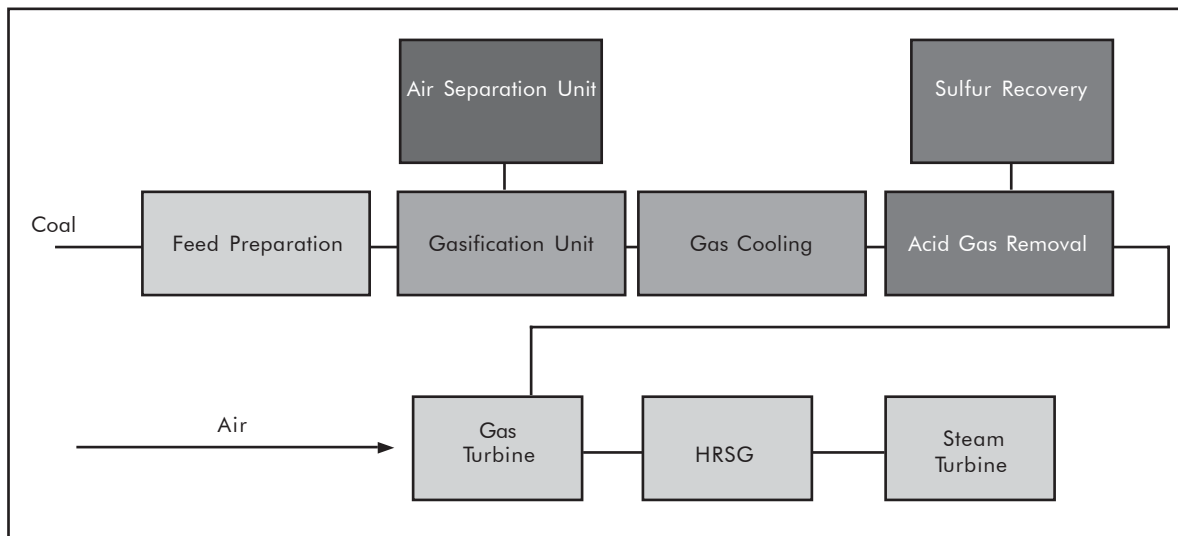 Air Separation Unit
Sulfur Recovery
Coal
Feed Preparation
Gasification Unit
Gas Cooling
Acid Gas Removal
Air
Gas
Turbine
HRSG
Steam
Turbine